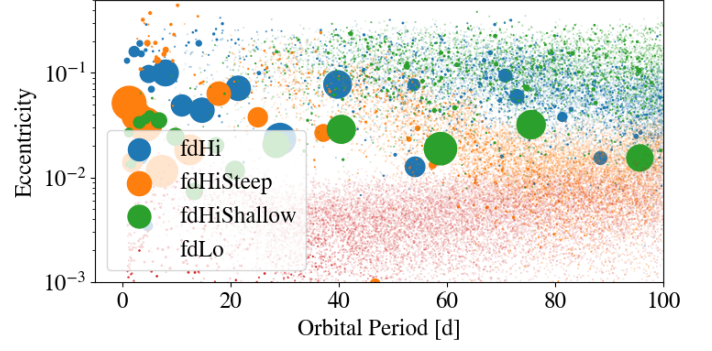 Eccentricity
10⁻¹
10⁻²
10⁻³
fdHi
fdHiSteep
fdHiShallow
fdLo
0 20 40 60 80 100
Orbital Period [d]